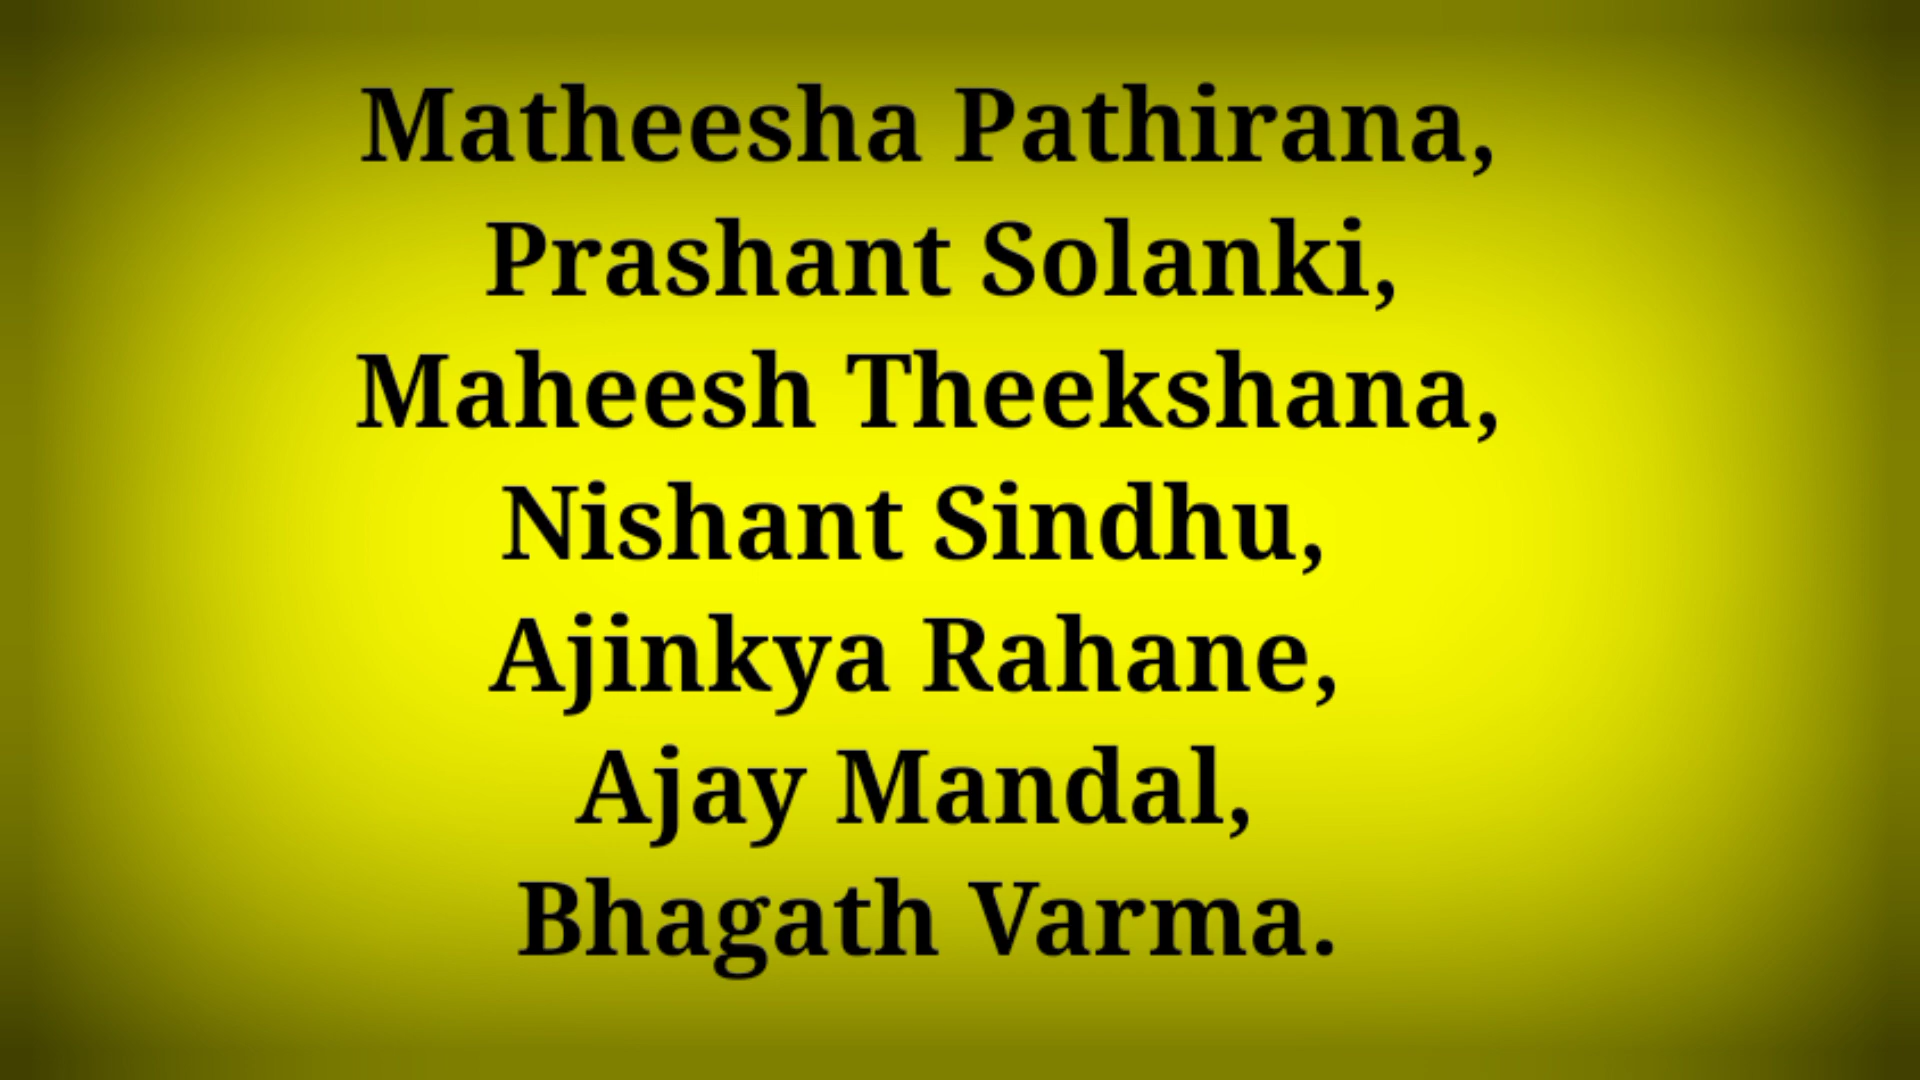 Matheesha Pathirana,
Prashant Solanki,
Maheesh Theekshana,
Nishant Sindhu,
Ajinkya Rahane,
Ajay Mandal,
Bhagath Varma.